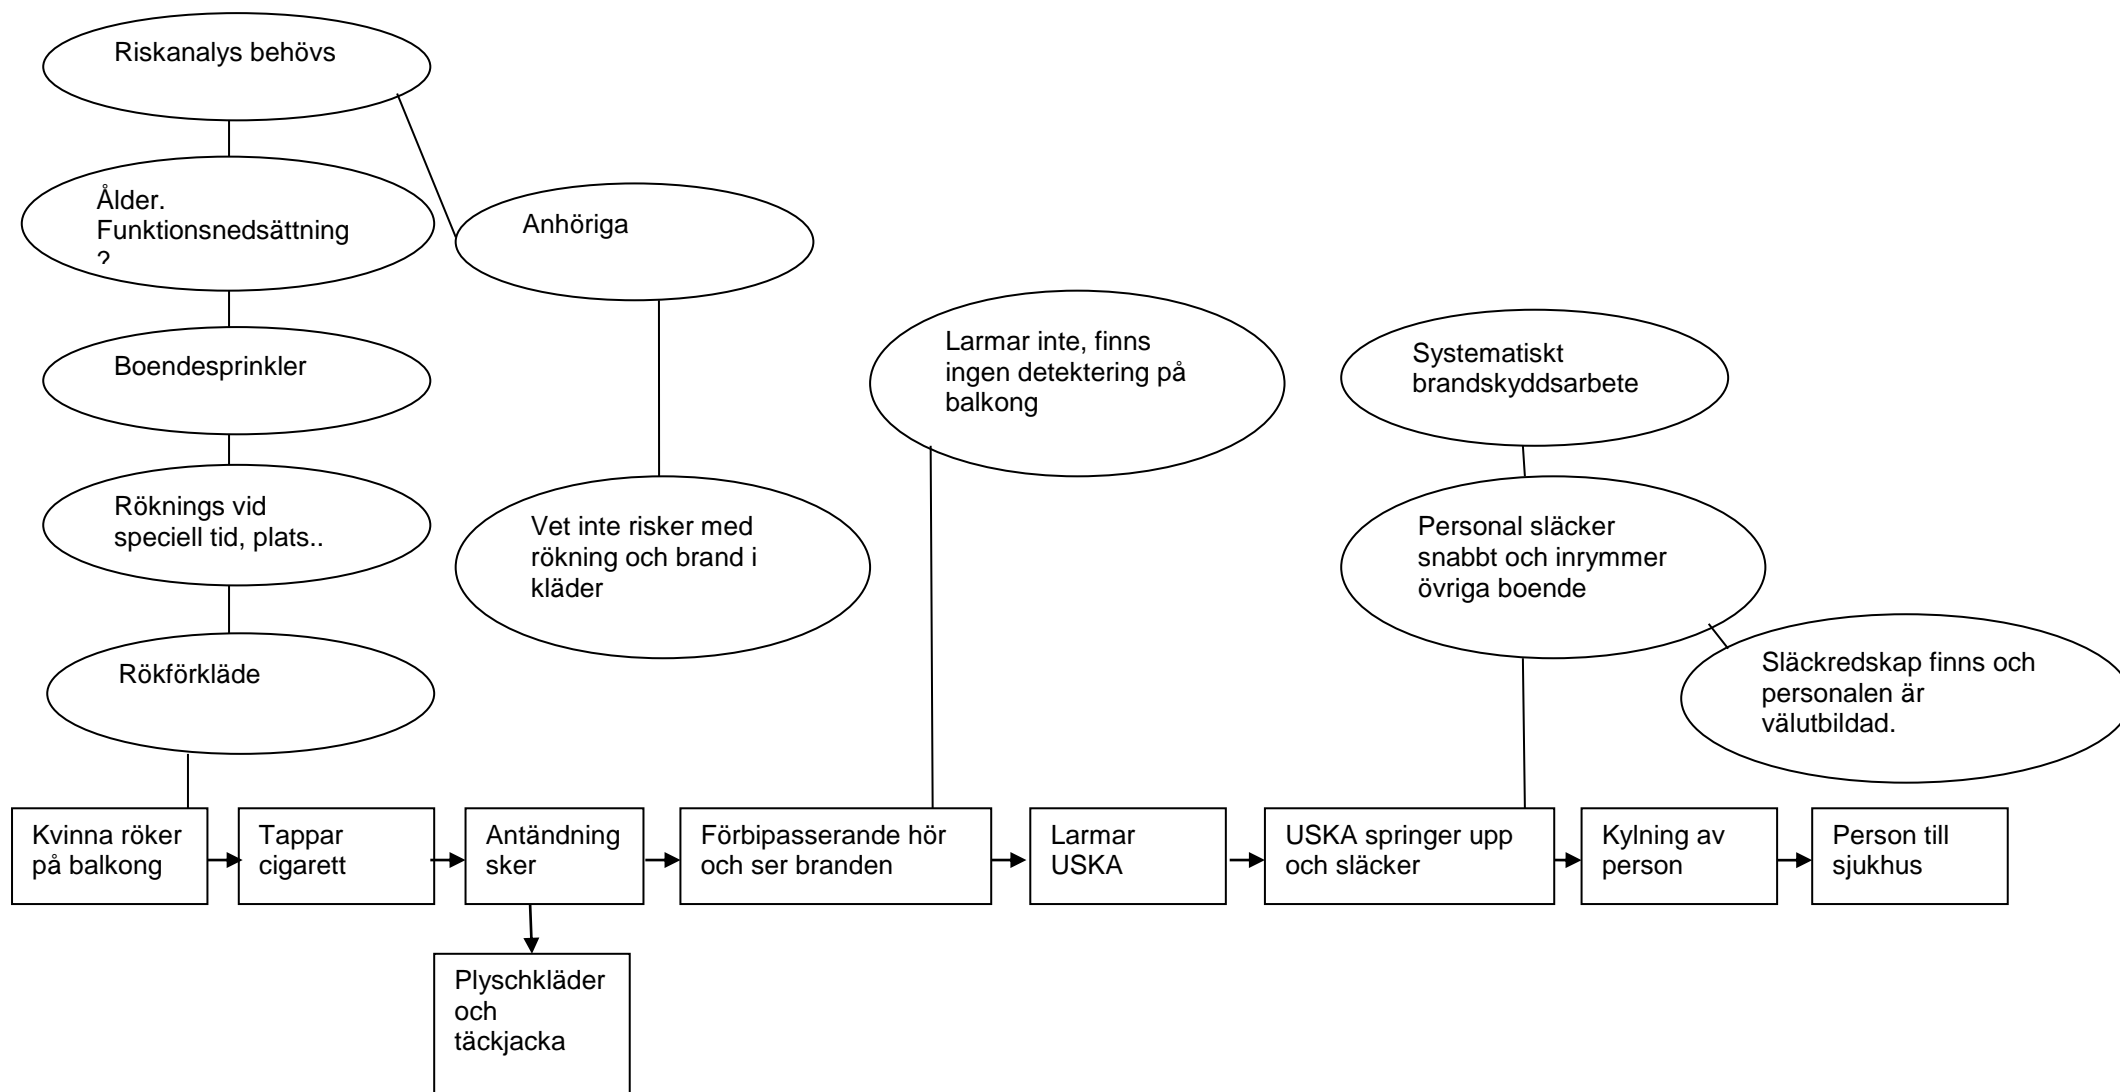 Riskanalys behövs
Ålder.
Funktionsnedsättning
?
Anhöriga
Boendesprinkler
Larmar inte, finns
ingen detektering på
balkong
Systematiskt
brandskyddsarbete
Röknings vid
speciell tid, plats..
Vet inte risker med
rökning och brand i
kläder
Personal släcker
snabbt och inrymmer
övriga boende
Rökförkläde
Släckredskap finns och
personalen är
välutbildad.
Kvinna röker
på balkong
Tappar
cigarett
Antändning
sker
Förbipasserande hör
och ser branden
Larmar
USKA
USKA springer upp
och släcker
Kylning av
person
Person till
sjukhus
Plyschkläder
och
täckjacka